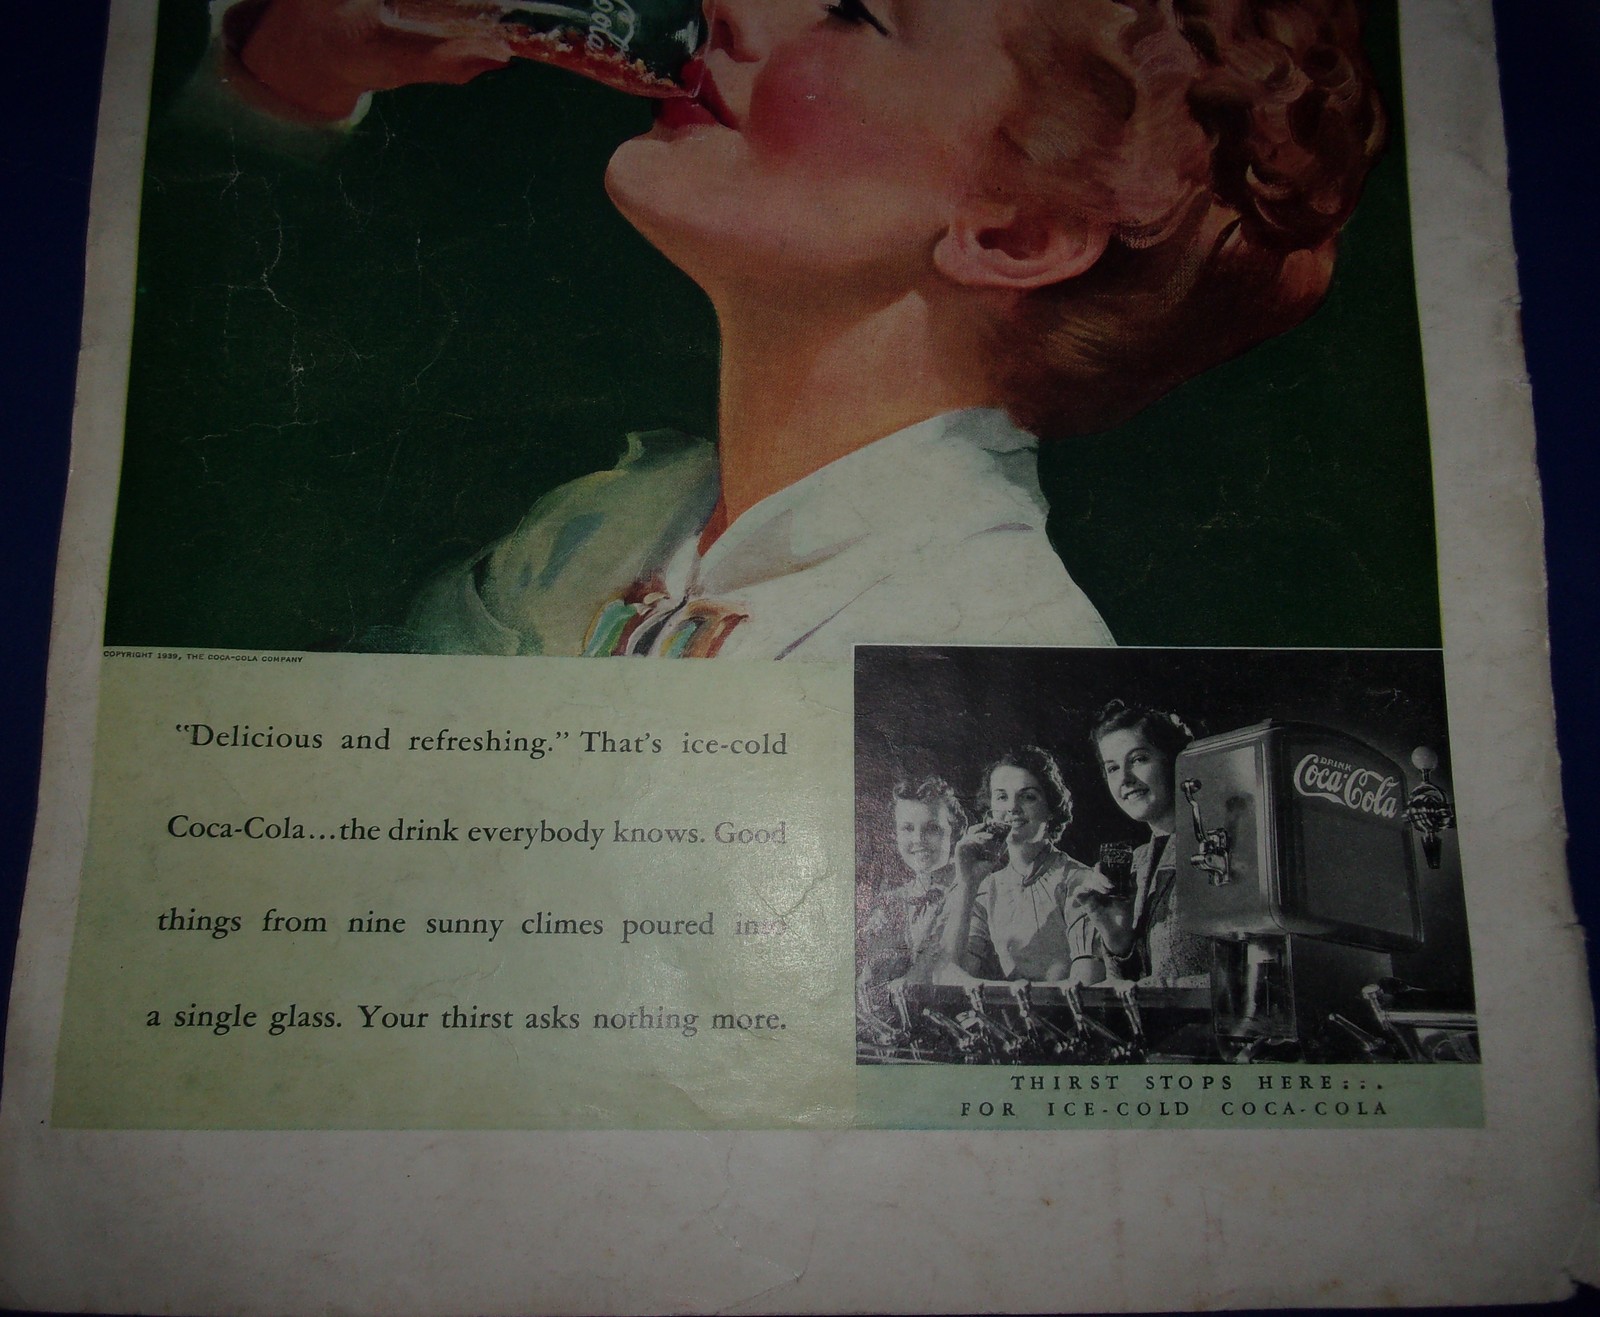 Cola
COPYRIGHT 1939, THE COCA-COLA COMPANY
"Delicious and refreshing." That's ice-cold
Coca-Cola...the drink everybody knows. Good
things from nine sunny climes poured into
a single glass. Your thirst asks nothing more.
DRINK
Coca-Cola
THIRST STOPS HERE...
FOR ICE-COLD COCA-COLA